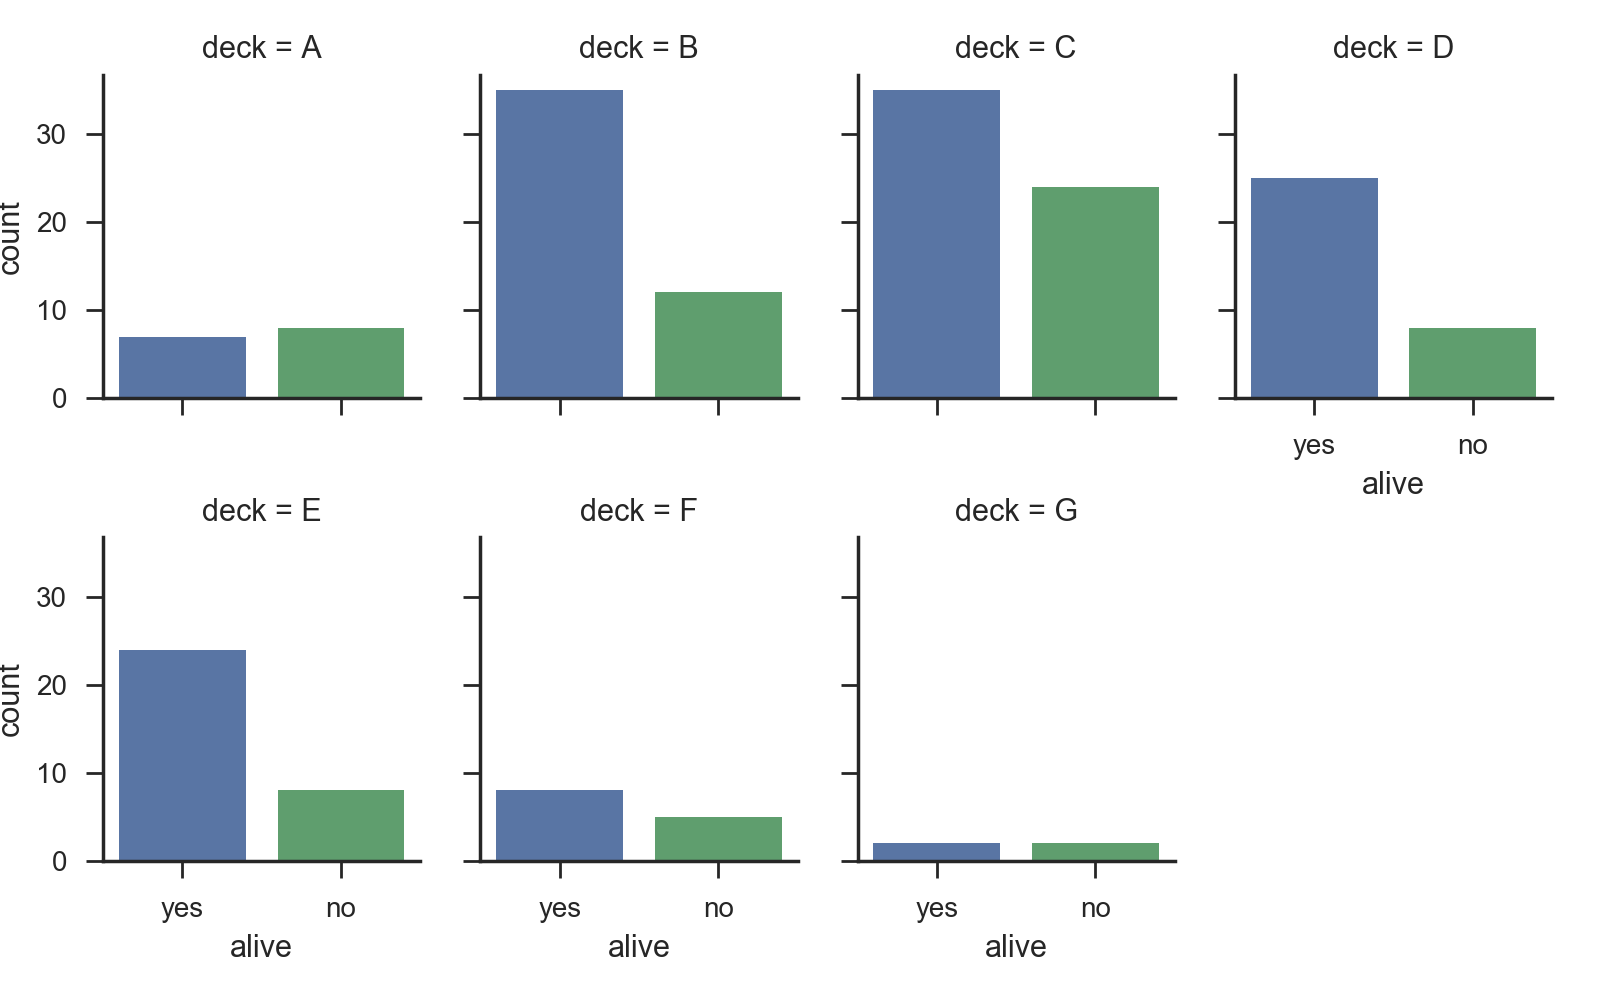 deck = A
deck = B
deck = C
deck = D
30
20
10
0
count
yes
no
alive
deck = E
deck = F
deck = G
30
20
10
0
count
yes
no
alive
yes
no
alive
yes
no
alive